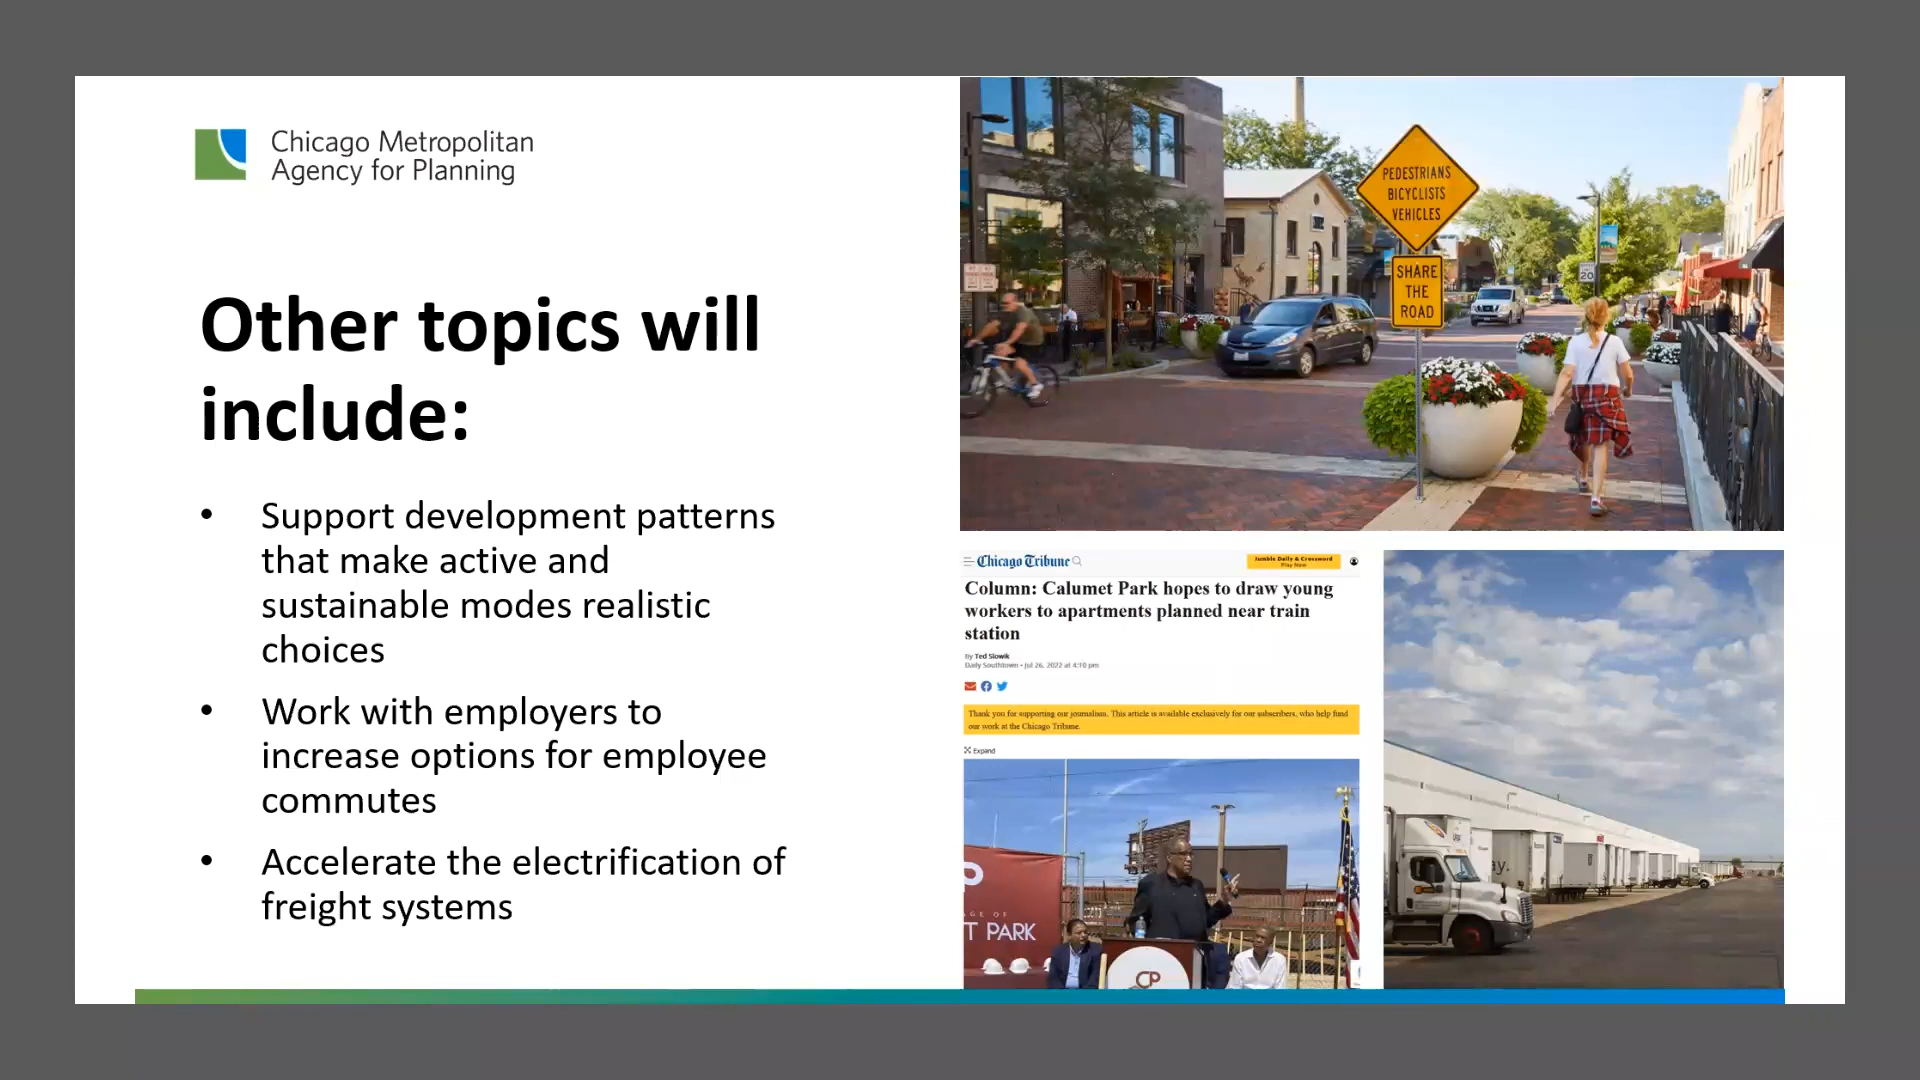 Chicago Metropolitan
Agency for Planning
Other topics will
include:
• Support development patterns
that make active and
sustainable modes realistic
choices
• Work with employers to
increase options for employee
commutes
• Accelerate the electrification of
freight systems
PEDESTRIANS
BICYCLISTS
VEHICLES
SHARE
THE
ROAD
20
Chicago Tribune
Jumble Daily & Crossword
Play Now
Column: Calumet Park hopes to draw young
workers to apartments planned near train
station
By Ted Slowik
Daily Southtown • Jul 26, 2022 at 4:10 pm
Thank you for supporting our journalism. This article is available exclusively for our subscribers, who help fund
our work at the Chicago Tribune.
Expand
P
AGE OF
T PARK
CP
ay.